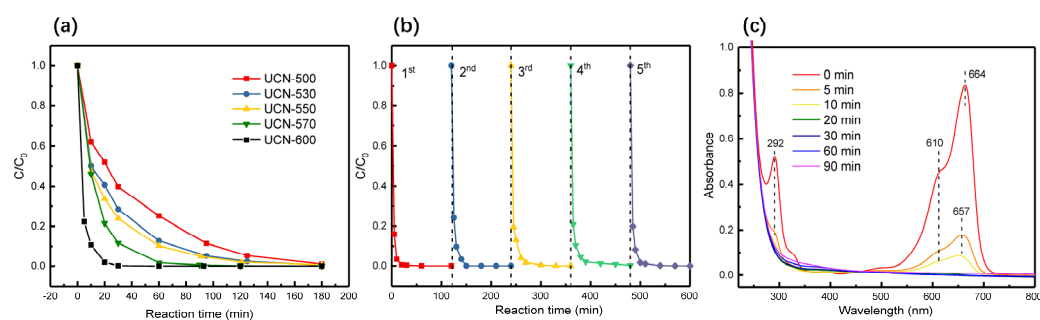 (a)
C/C0
1.0
0.8
0.6
0.4
0.2
0.0
UCN-500
UCN-530
UCN-550
UCN-570
UCN-600
-20 0 20 40 60 80 100 120 140 160 180 200
Reaction time (min)
(b)
C/C0
1.0
0.8
0.6
0.4
0.2
0.0
1st 2nd 3rd 4th 5th
0 100 200 300 400 500 600
Reaction time (min)
(c)
Absorbance
1.0
0.8
0.6
0.4
0.2
0.0
0 min
5 min
10 min
20 min
30 min
60 min
90 min
664
292
610
657
300 400 500 600 700 800
Wavelength (nm)